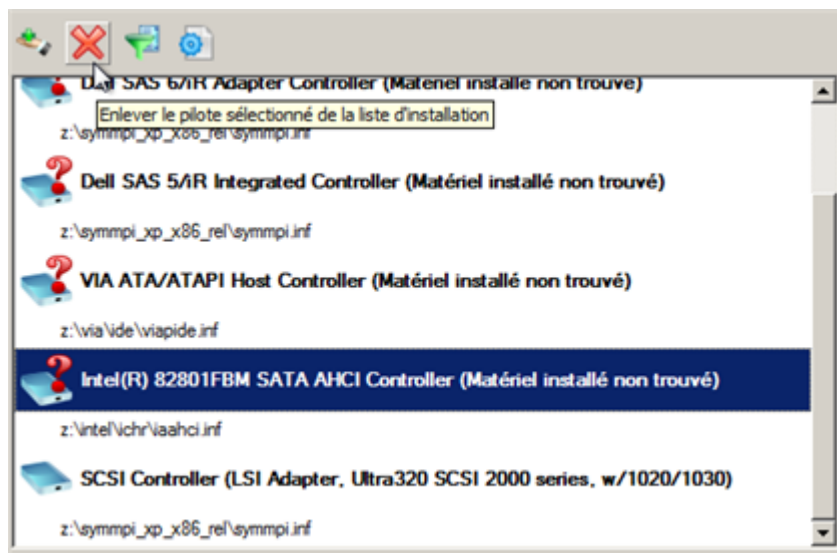 Dell SAS 6/iR Adapter Controller (Matériel installé non trouvé)
Enlever le pilote sélectionné de la liste d'installation
z:\symmpi_xp_x86_rel\symmpi.inf
Dell SAS 5/iR Integrated Controller (Matériel installé non trouvé)
z:\symmpi_xp_x86_rel\symmpi.inf
VIA ATA/ATAPI Host Controller (Matériel installé non trouvé)
z:\via\ide\viapide.inf
Intel(R) 82801FBM SATA AHCI Controller (Matériel installé non trouvé)
z:\intel\ichr\iaahci.inf
SCSI Controller (LSI Adapter, Ultra320 SCSI 2000 series, w/1020/1030)
z:\symmpi_xp_x86_rel\symmpi.inf